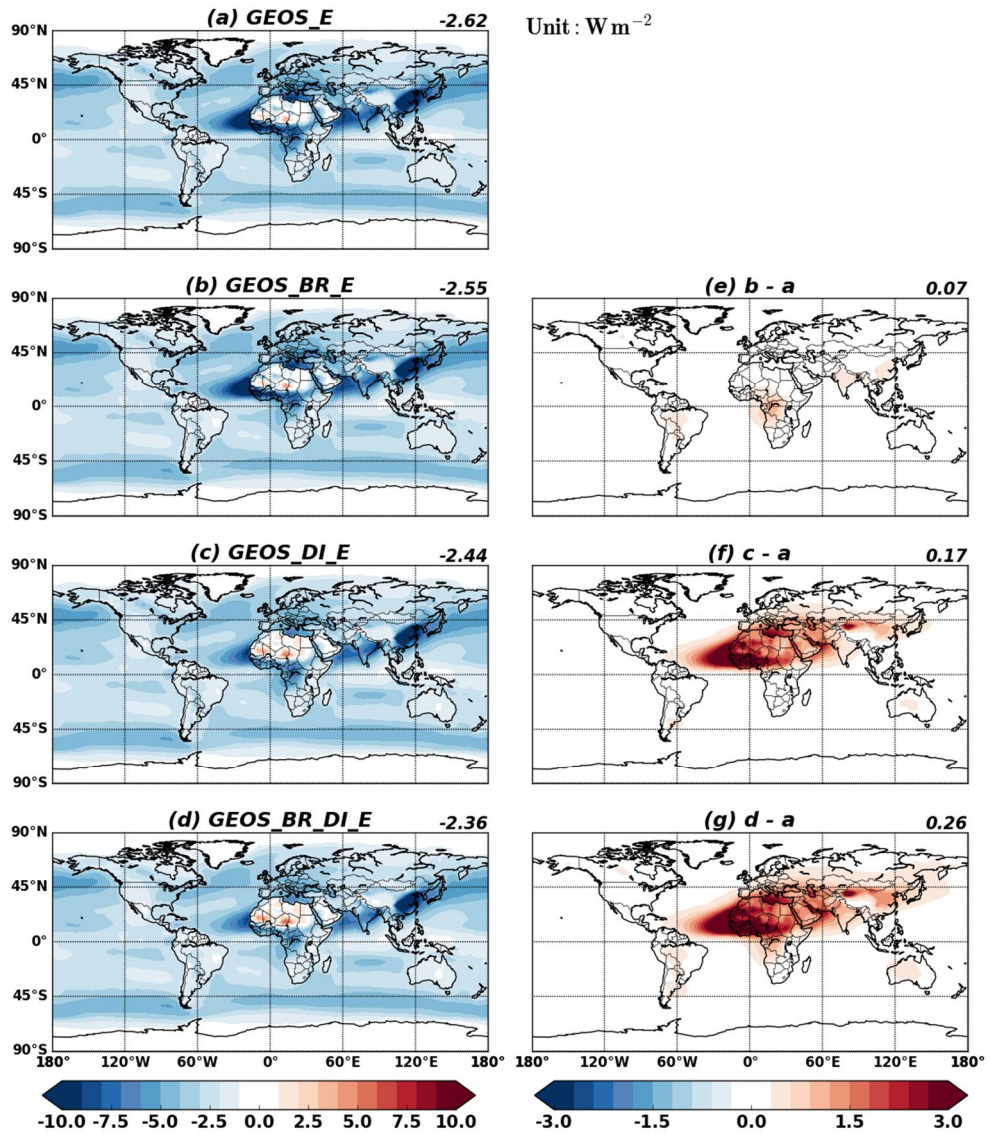 (a) GEOS_E -2.62
Unit : W m⁻²
90°N
45°N
0°
45°S
90°S
(b) GEOS_BR_E -2.55
(e) b - a 0.07
90°N
45°N
0°
45°S
90°S
(c) GEOS_DI_E -2.44
(f) c - a 0.17
90°N
45°N
0°
45°S
90°S
(d) GEOS_BR_DI_E -2.36
(g) d - a 0.26
90°N
45°N
0°
45°S
90°S
180° 120°W 60°W 0° 60°E 120°E 180°
180° 120°W 60°W 0° 60°E 120°E 180°
-10.0 -7.5 -5.0 -2.5 0.0 2.5 5.0 7.5 10.0
-3.0 -1.5 0.0 1.5 3.0